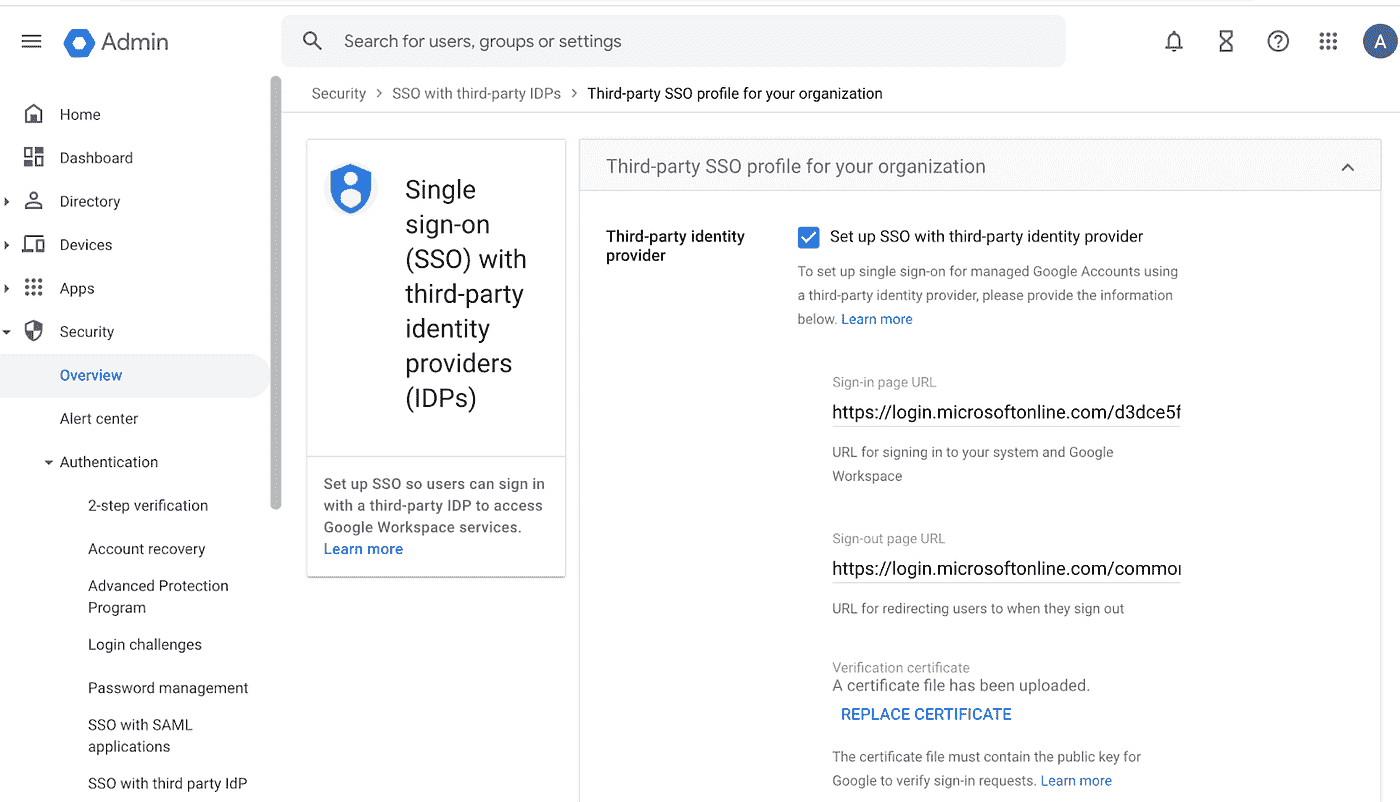 Admin
Search for users, groups or settings
A
Security > SSO with third-party IDPs > Third-party SSO profile for your organization
Home
Dashboard
Directory
Devices
Apps
Security
Overview
Alert center
Authentication
2-step verification
Account recovery
Advanced Protection
Program
Login challenges
Password management
SSO with SAML
applications
SSO with third party IdP
Single
sign-on
(SSO) with
third-party
identity
providers
(IDPs)
Set up SSO so users can sign in
with a third-party IDP to access
Google Workspace services.
Learn more
Third-party SSO profile for your organization
Third-party identity
provider
Set up SSO with third-party identity provider
To set up single sign-on for managed Google Accounts using
a third-party identity provider, please provide the information
below. Learn more
Sign-in page URL
https://login.microsoftonline.com/d3dce5f
URL for signing in to your system and Google
Workspace
Sign-out page URL
https://login.microsoftonline.com/common
URL for redirecting users to when they sign out
Verification certificate
A certificate file has been uploaded.
REPLACE CERTIFICATE
The certificate file must contain the public key for
Google to verify sign-in requests. Learn more